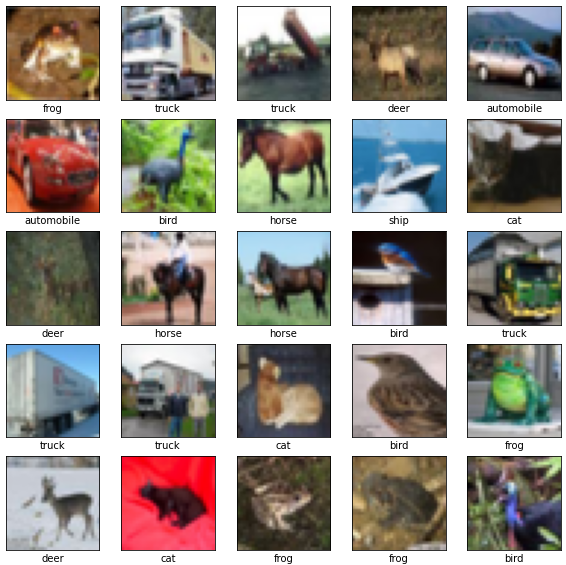 frog truck truck deer automobile
automobile bird horse ship cat
deer horse horse bird truck
truck truck cat bird frog
deer cat frog frog bird